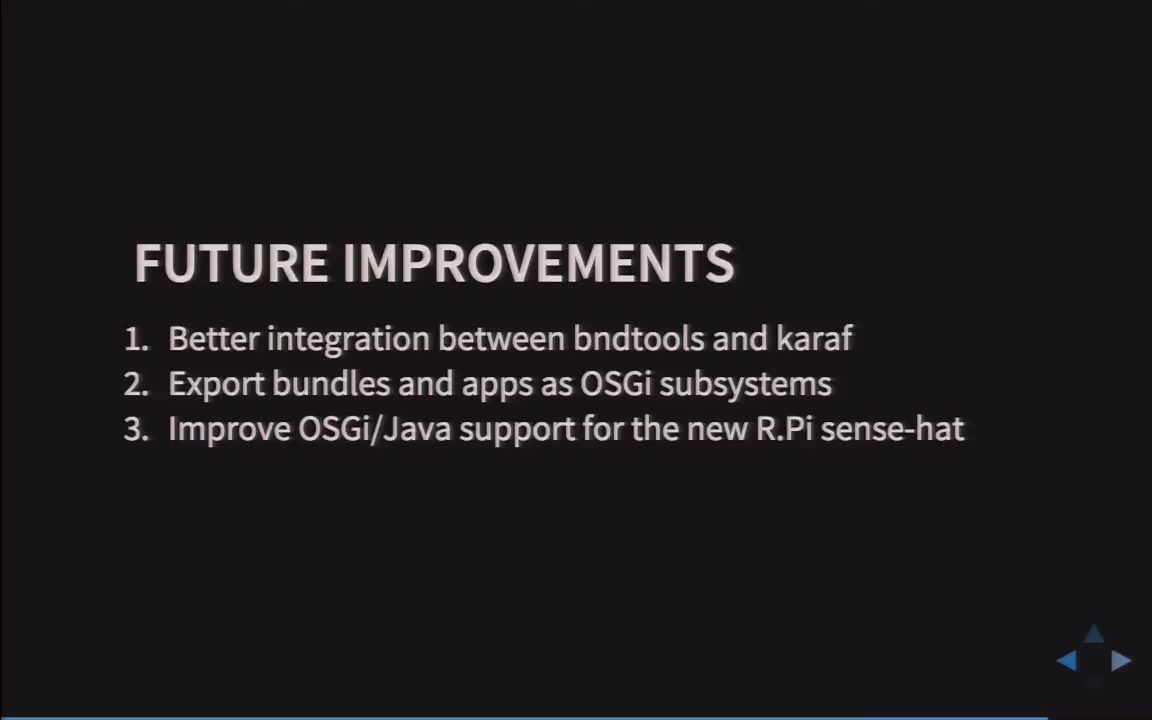 FUTURE IMPROVEMENTS
1. Better integration between bndtools and karaf
2. Export bundles and apps as OSGi subsystems
3. Improve OSGi/Java support for the new R.Pi sense-hat